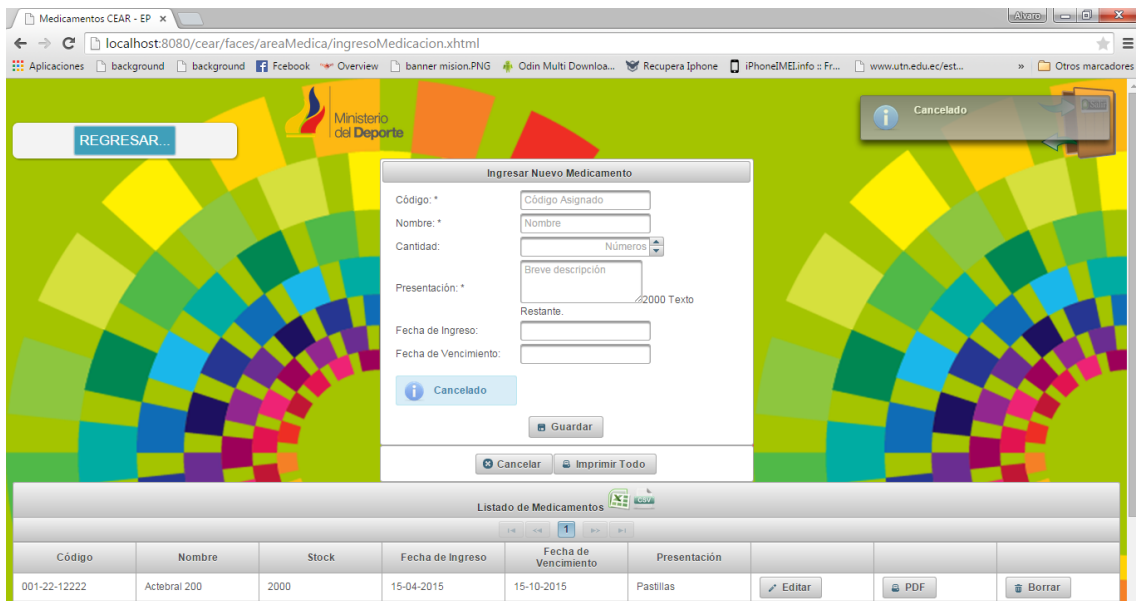 Medicamentos CEAR - EP
Alvaro
localhost:8080/cear/faces/areaMedica/ingresoMedicacion.xhtml
Aplicaciones background background Fcebook Overview banner mision.PNG Odin Multi Downloa... Recupera Iphone iPhoneIMEI.info :: Fr... www.utn.edu.ec/est... » Otros marcadores
REGRESAR...
Ministerio
del Deporte
Cancelado
Ingresar Nuevo Medicamento
Código: * Código Asignado
Nombre: * Nombre
Cantidad: Números
Presentación: * Breve descripción
2000 Texto
Restante.
Fecha de Ingreso:
Fecha de Vencimiento:
Cancelado
Guardar
Cancelar Imprimir Todo
Listado de Medicamentos CSV
1
Código Nombre Stock Fecha de Ingreso Fecha de Vencimiento Presentación
001-22-12222 Actebral 200 2000 15-04-2015 15-10-2015 Pastillas Editar PDF Borrar